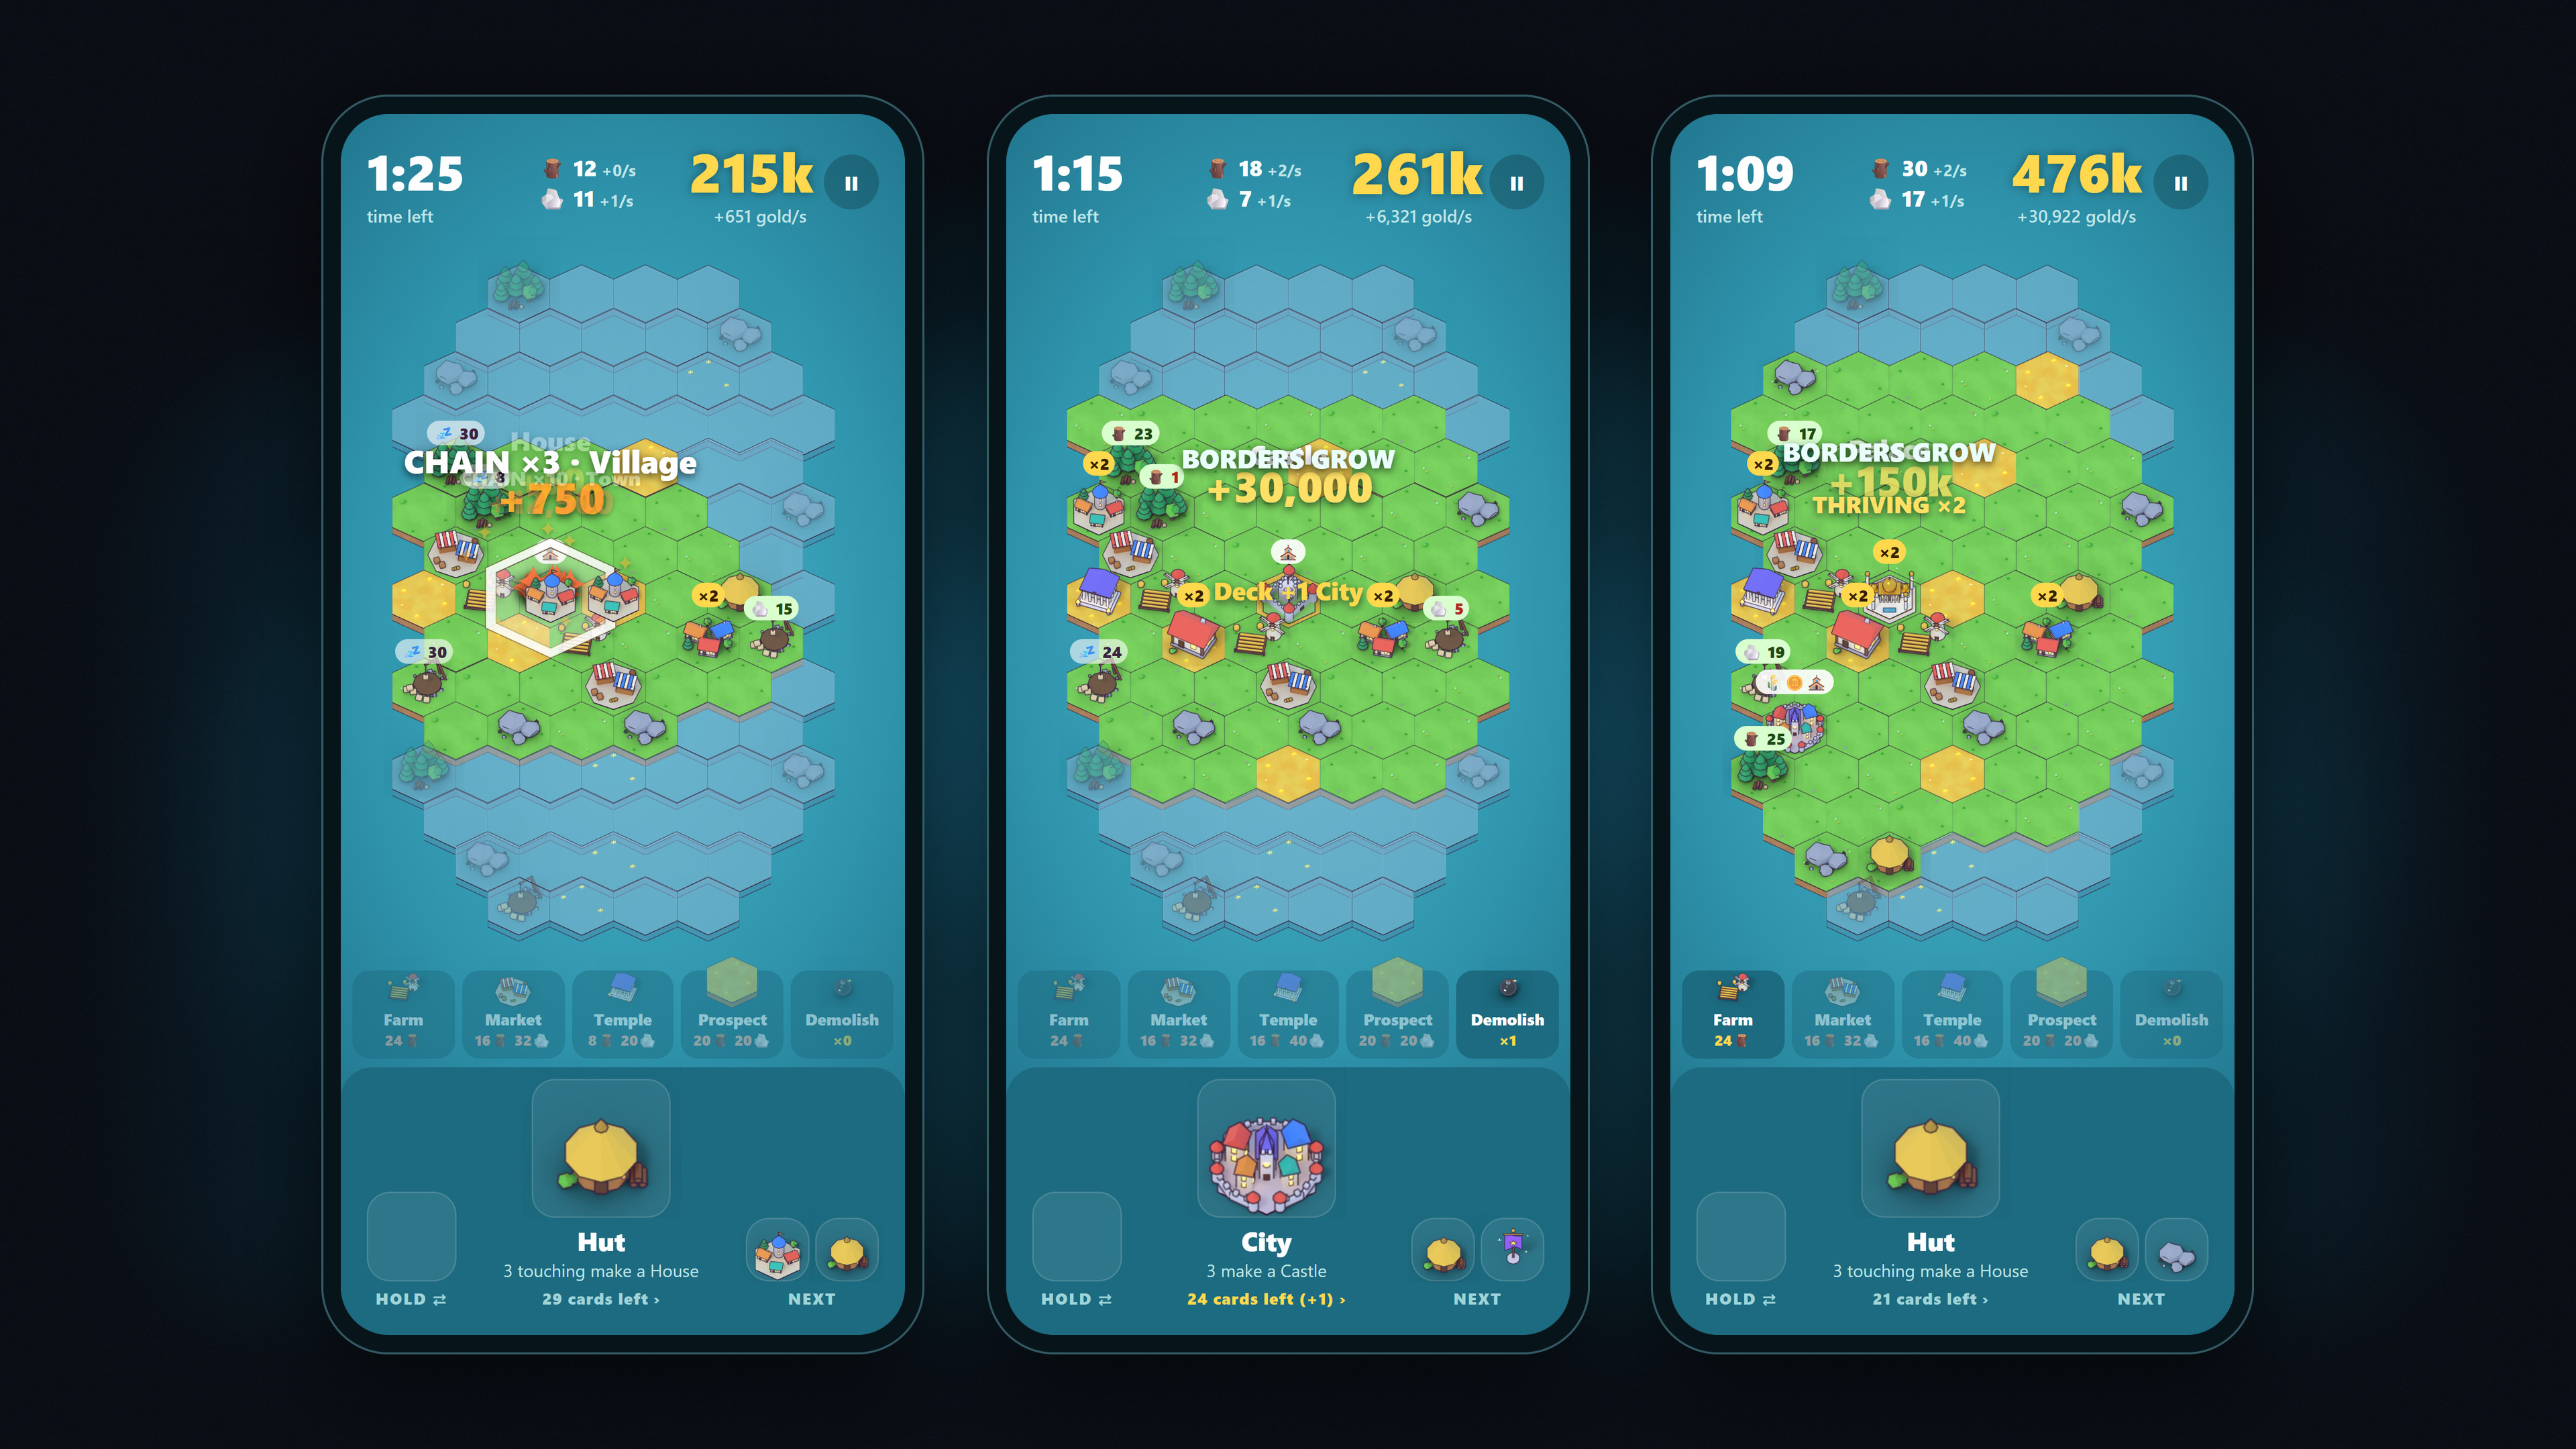 1:25
time left
12 +0/s
11 +1/s
215k
+651 gold/s
30
House
CHAIN ×3 · Village
+750
×2
15
30
Farm
24
Market
16 32
Temple
8 20
Prospect
20 20
Demolish
×0
Hut
3 touching make a House
29 cards left ›
HOLD
NEXT
1:15
time left
18 +2/s
7 +1/s
261k
+6,321 gold/s
23
×2
1
BORDERS GROW
+30,000
×2
Deck +1 City
×2
5
24
Farm
24
Market
16 32
Temple
16 40
Prospect
20 20
Demolish
×1
City
3 make a Castle
24 cards left (+1) ›
HOLD
NEXT
1:09
time left
30 +2/s
17 +1/s
476k
+30,922 gold/s
17
×2
BORDERS GROW
+150k
THRIVING ×2
×2
×2
×2
19
25
Farm
24
Market
16 32
Temple
16 40
Prospect
20 20
Demolish
×0
Hut
3 touching make a House
21 cards left ›
HOLD
NEXT